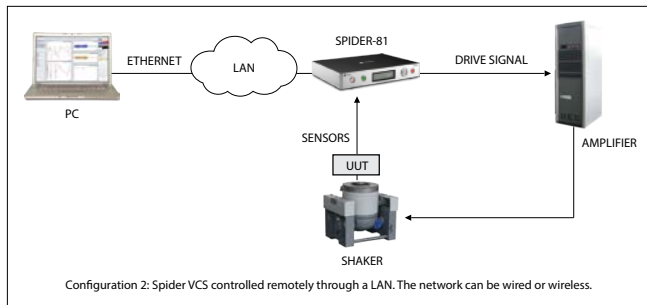 SPIDER-81
ETHERNET
LAN
DRIVE SIGNAL
PC
SENSORS
AMPLIFIER
UUT
SHAKER
Configuration 2: Spider VCS controlled remotely through a LAN. The network can be wired or wireless.